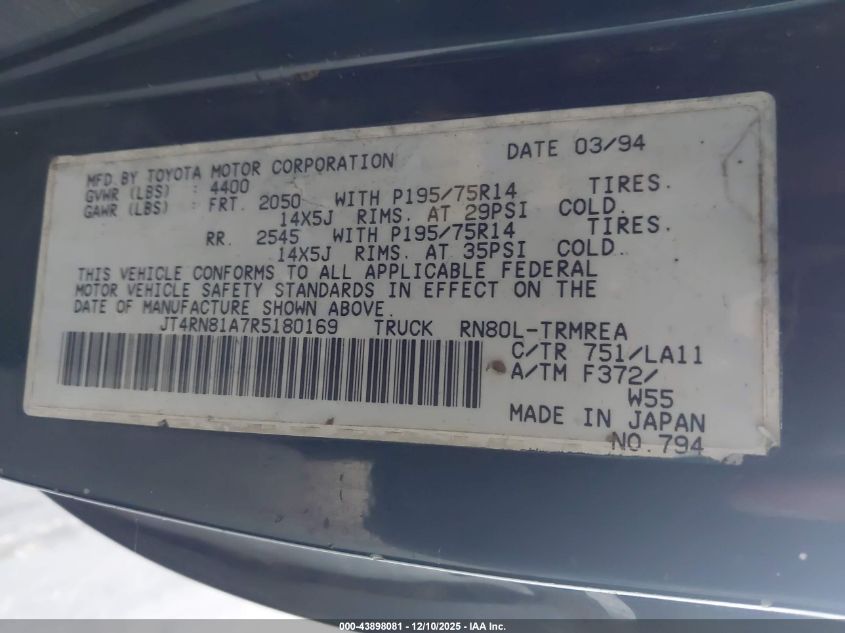 MFD. BY TOYOTA MOTOR CORPORATION DATE 03/94
GVWR (LBS) : 4400
GAWR (LBS) : FRT. 2050 WITH P195/75R14 TIRES.
14X5J RIMS. AT 29PSI COLD.
RR. 2545 WITH P195/75R14 TIRES.
14X5J RIMS. AT 35PSI COLD.
THIS VEHICLE CONFORMS TO ALL APPLICABLE FEDERAL
MOTOR VEHICLE SAFETY STANDARDS IN EFFECT ON THE
DATE OF MANUFACTURE SHOWN ABOVE.
JT4RN81A7R5180169 TRUCK RN80L-TRMREA
C/TR 751/LA11
A/TM F372/
W55
MADE IN JAPAN
NO. 794
000-43898081 - 12/10/2025 - IAA Inc.